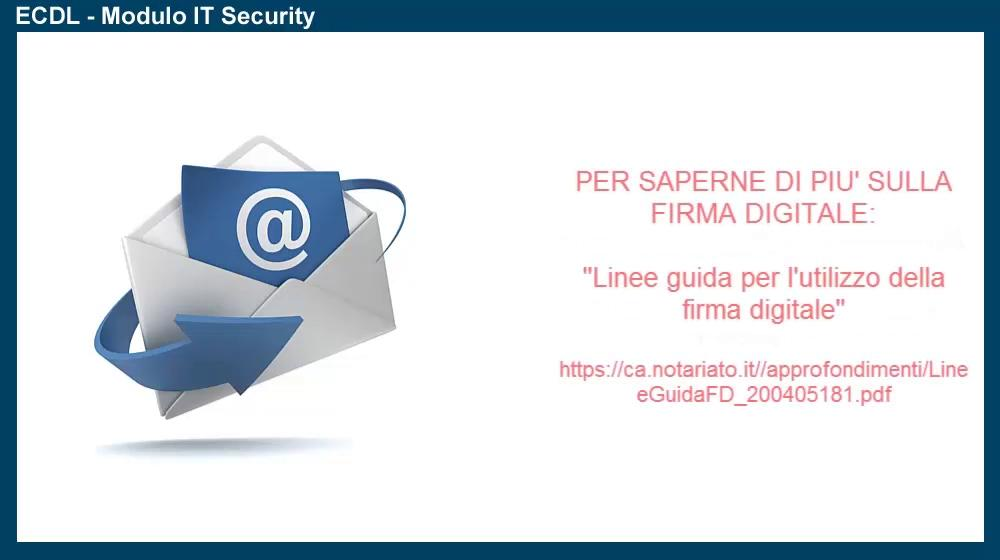 ECDL - Modulo IT Security
@
PER SAPERNE DI PIU' SULLA
FIRMA DIGITALE:
"Linee guida per l'utilizzo della
firma digitale"
https://ca.notariato.it//approfondimenti/Line
eGuidaFD_200405181.pdf